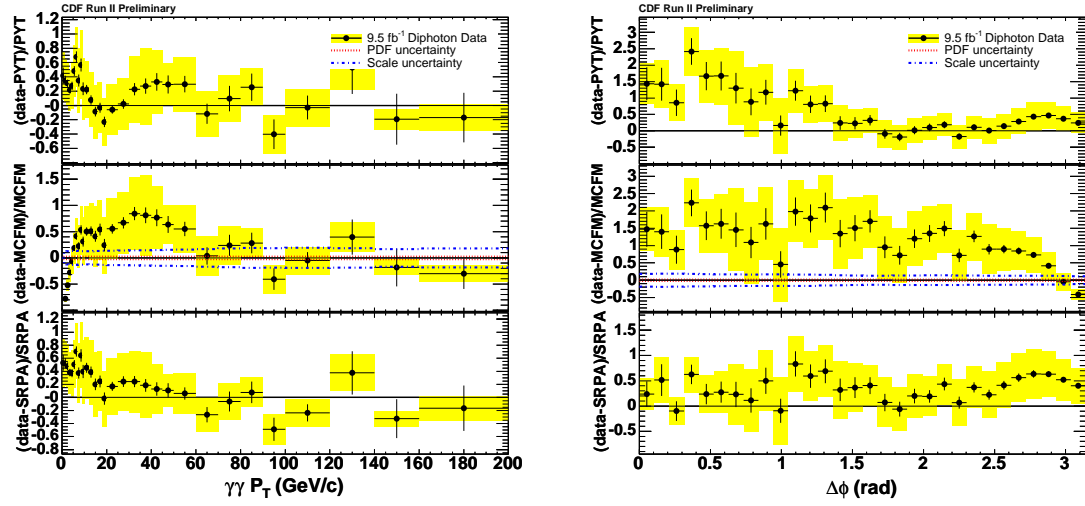 CDF Run II Preliminary
(data-PYT)/PYT
1.2
1
0.8
0.6
0.4
0.2
-0
-0.2
-0.4
-0.6
9.5 fb⁻¹ Diphoton Data
PDF uncertainty
Scale uncertainty
(data-MCFM)/MCFM
1.5
1
0.5
0
-0.5
(data-SRPA)/SRPA
1.2
1
0.8
0.6
0.4
0.2
0
-0.2
-0.4
-0.6
-0.8
0 20 40 60 80 100 120 140 160 180 200
γγ P_T (GeV/c)
CDF Run II Preliminary
(data-PYT)/PYT
3
2.5
2
1.5
1
0.5
0
-0.5
9.5 fb⁻¹ Diphoton Data
PDF uncertainty
Scale uncertainty
(data-MCFM)/MCFM
3
2.5
2
1.5
1
0.5
0
-0.5
(data-SRPA)/SRPA
2
1.5
1
0.5
0
-0.5
0 0.5 1 1.5 2 2.5 3
Δϕ (rad)